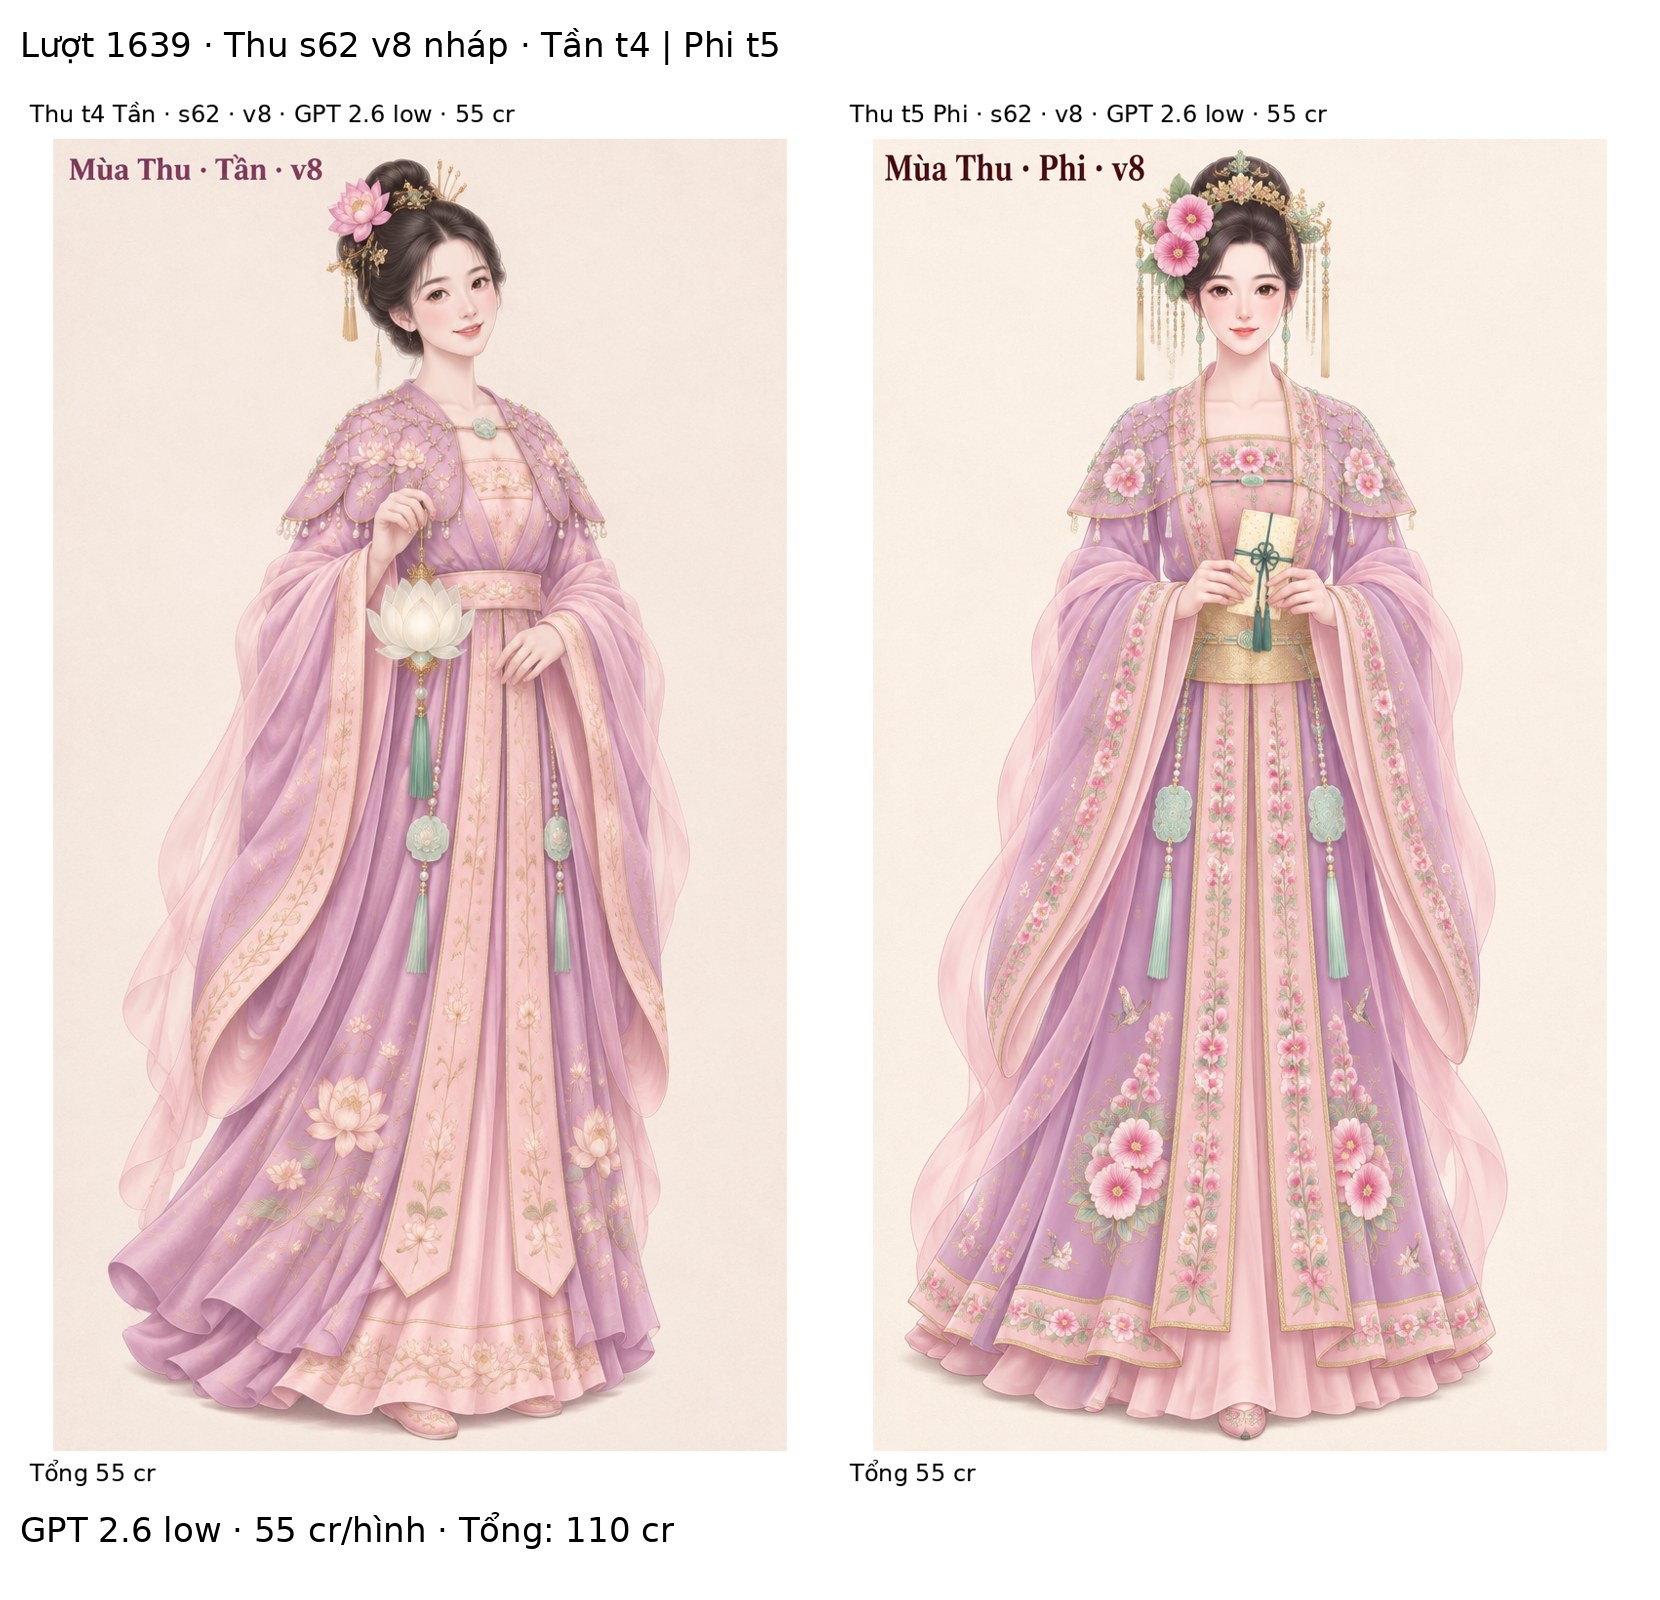 Lượt 1639 · Thu s62 v8 nháp · Tần t4 | Phi t5
Thu t4 Tần · s62 · v8 · GPT 2.6 low · 55 cr
Mùa Thu · Tần · v8
Tổng 55 cr
Thu t5 Phi · s62 · v8 · GPT 2.6 low · 55 cr
Mùa Thu · Phi · v8
Tổng 55 cr
GPT 2.6 low · 55 cr/hình · Tổng: 110 cr